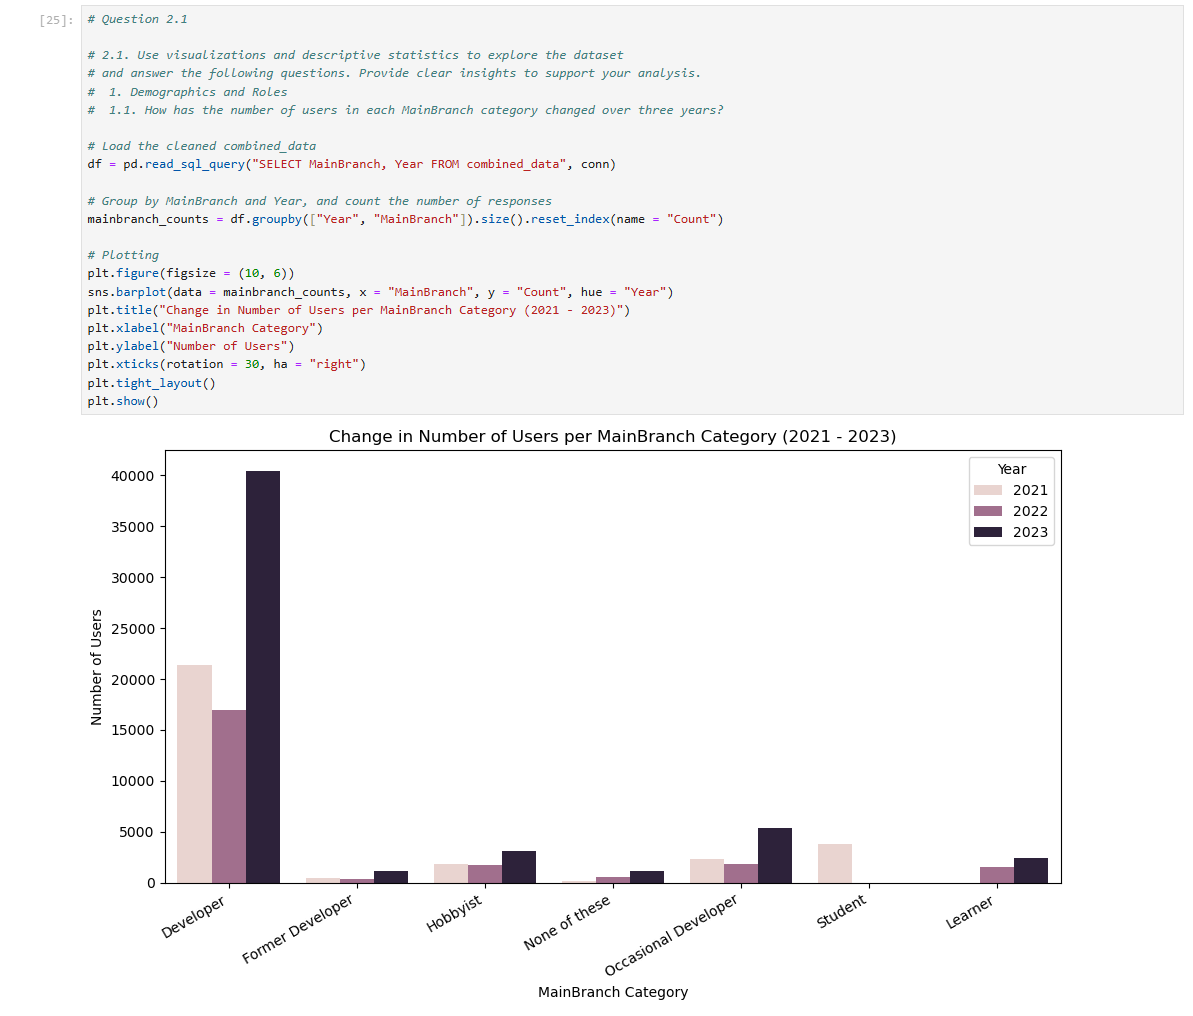 [25]:
# Question 2.1
# 2.1. Use visualizations and descriptive statistics to explore the dataset
# and answer the following questions. Provide clear insights to support your analysis.
#  1. Demographics and Roles
#  1.1. How has the number of users in each MainBranch category changed over three years?
# Load the cleaned combined_data
df = pd.read_sql_query("SELECT MainBranch, Year FROM combined_data", conn)
# Group by MainBranch and Year, and count the number of responses
mainbranch_counts = df.groupby(["Year", "MainBranch"]).size().reset_index(name = "Count")
# Plotting
plt.figure(figsize = (10, 6))
sns.barplot(data = mainbranch_counts, x = "MainBranch", y = "Count", hue = "Year")
plt.title("Change in Number of Users per MainBranch Category (2021 - 2023)")
plt.xlabel("MainBranch Category")
plt.ylabel("Number of Users")
plt.xticks(rotation = 30, ha = "right")
plt.tight_layout()
plt.show()
Change in Number of Users per MainBranch Category (2021 - 2023)
Year
2021
2022
2023
Number of Users
40000
35000
30000
25000
20000
15000
10000
5000
0
Developer
Former Developer
Hobbyist
None of these
Occasional Developer
Student
Learner
MainBranch Category